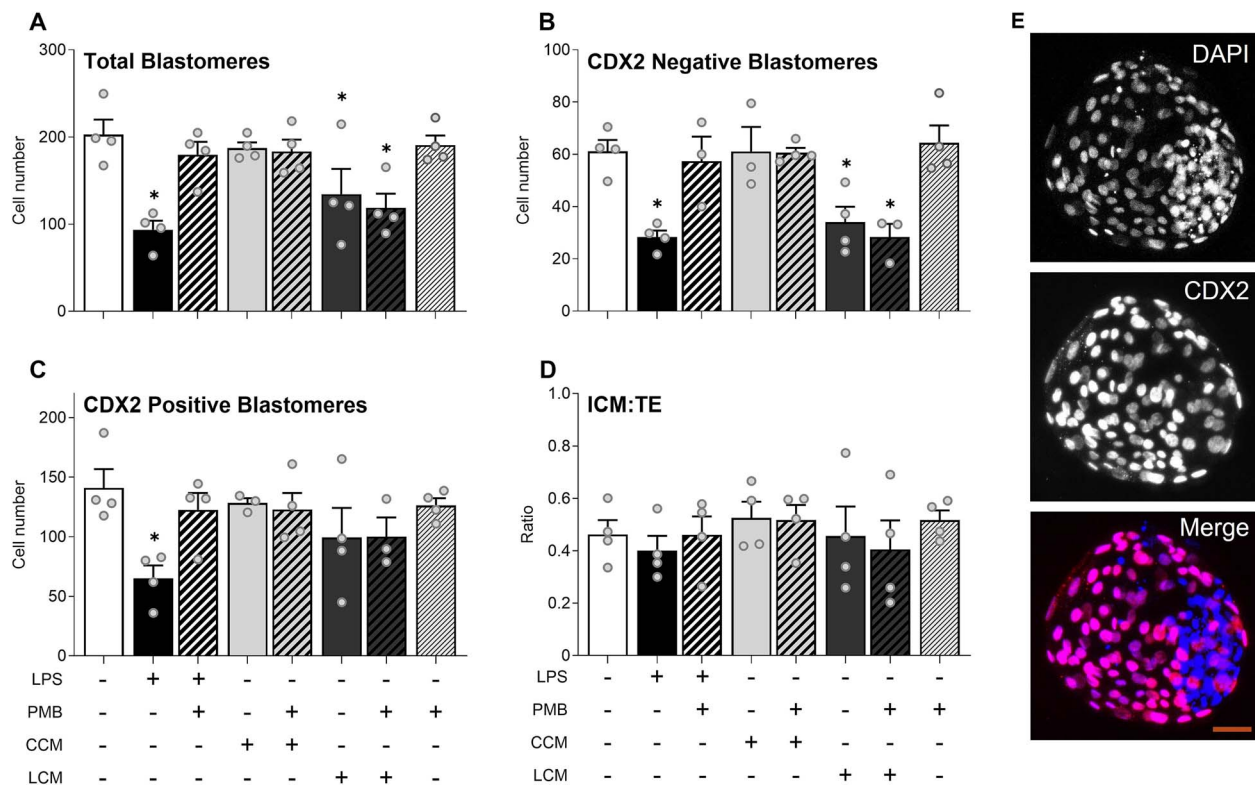 A
Total Blastomeres
300
200
100
0
Cell number
* * *
- - - - - - - -
B
CDX2 Negative Blastomeres
100
80
60
40
20
0
Cell number
* * *
- - - - - - - -
C
CDX2 Positive Blastomeres
200
150
100
50
0
Cell number
*
LPS - + + - - - - -
PMB - - + - + - + +
CCM - - - + + - - -
LCM - - - - - + + -
D
ICM:TE
1.0
0.8
0.6
0.4
0.2
0.0
Ratio
LPS - + + - - - - -
PMB - - + - + - + +
CCM - - - + + - - -
LCM - - - - - + + -
E
DAPI
CDX2
Merge